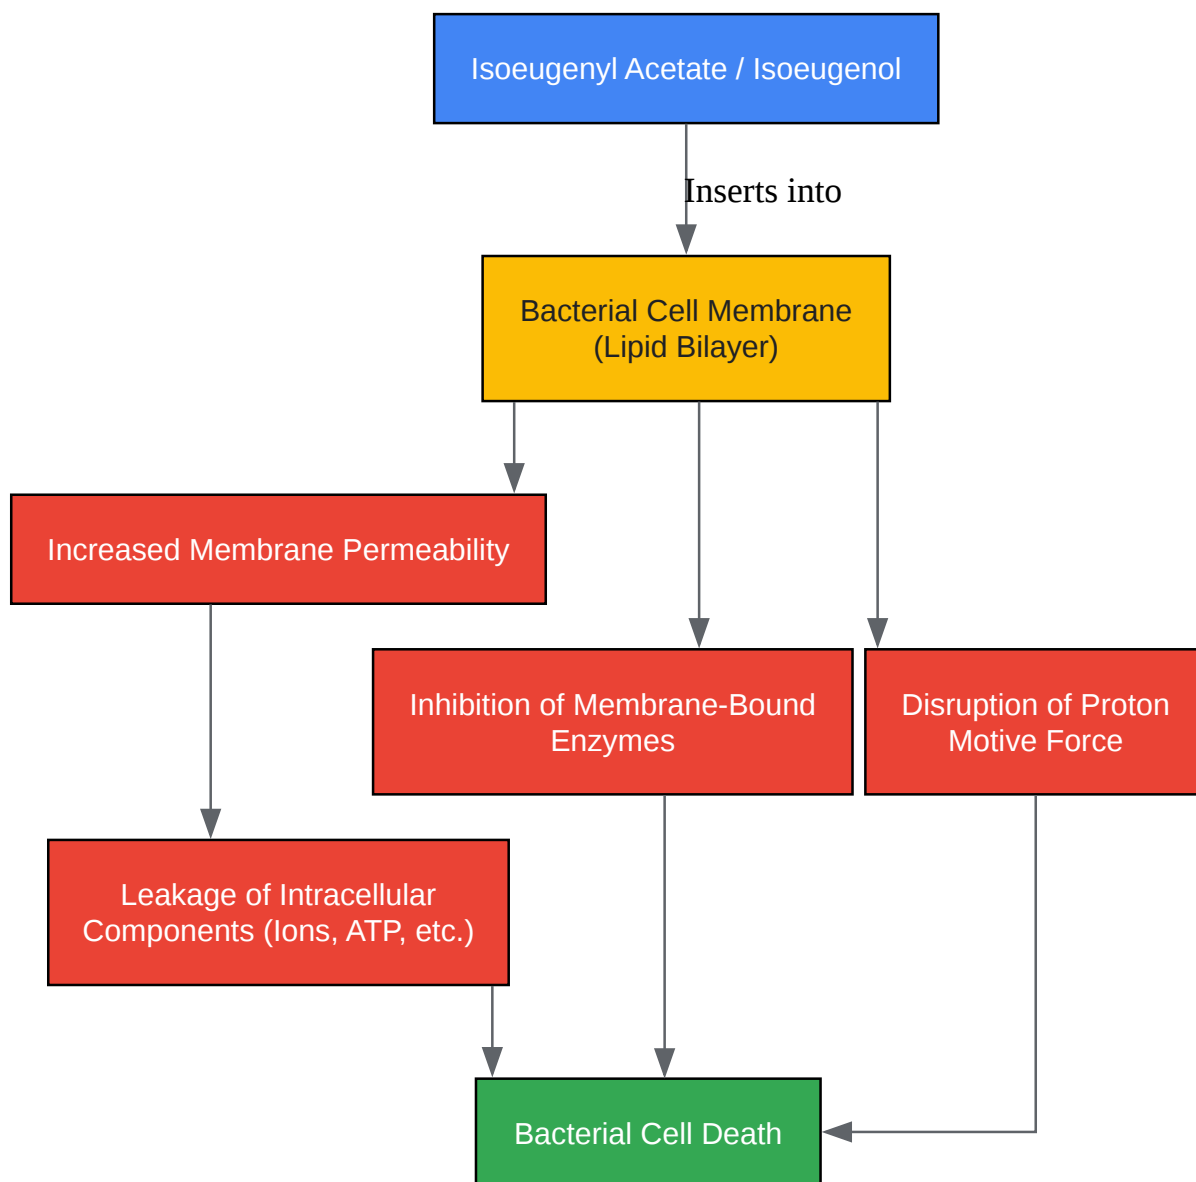 Isoeugenyl Acetate / Isoeugenol
Inserts into
Bacterial Cell Membrane
(Lipid Bilayer)
Increased Membrane Permeability
Inhibition of Membrane-Bound
Enzymes
Disruption of Proton
Motive Force
Leakage of Intracellular
Components (Ions, ATP, etc.)
Bacterial Cell Death